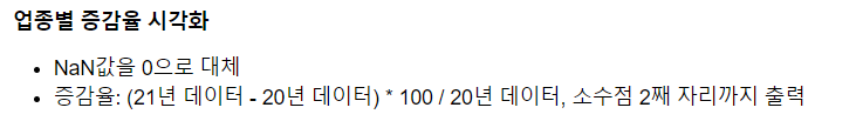 업종별 증감율 시각화
• NaN값을 0으로 대체
• 증감율: (21년 데이터 - 20년 데이터) * 100 / 20년 데이터, 소수점 2째 자리까지 출력